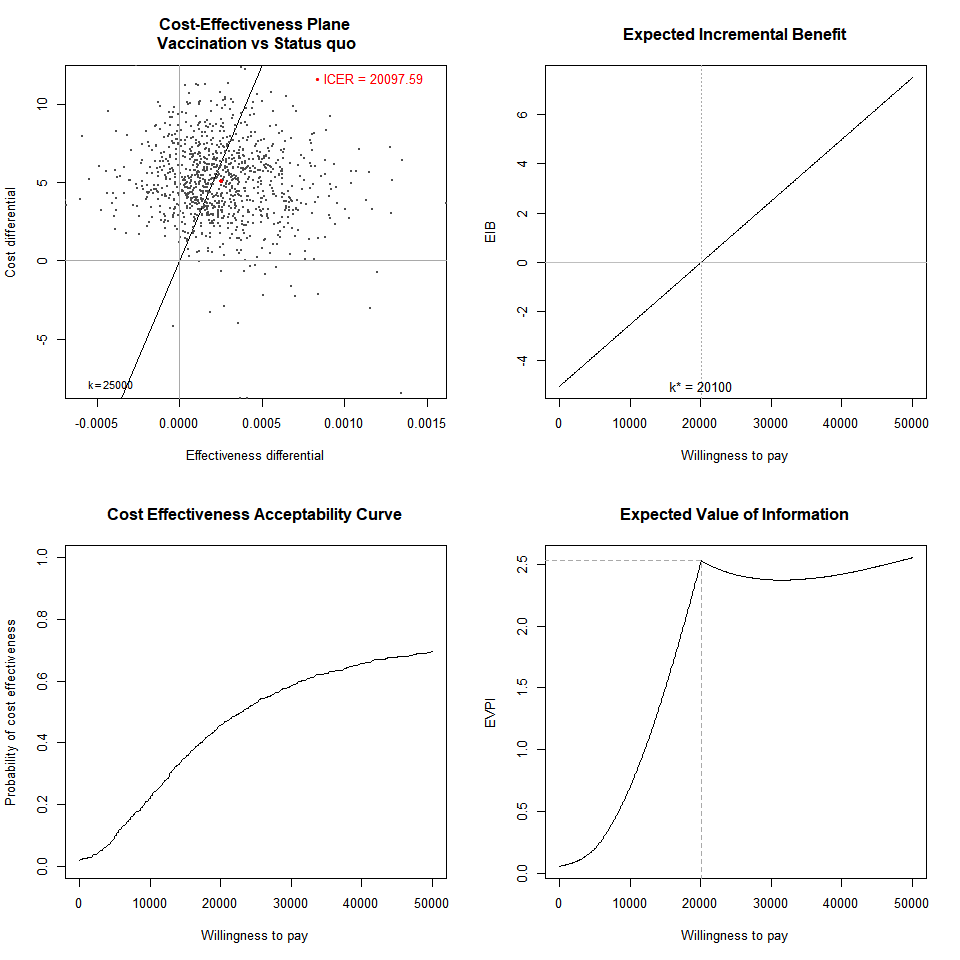 Cost-Effectiveness Plane
Vaccination vs Status quo
• ICER = 20097.59
Cost differential
10
5
0
-5
k=25000
-0.0005 0.0000 0.0005 0.0010 0.0015
Effectiveness differential
Expected Incremental Benefit
EIB
6
4
2
0
-2
-4
k* = 20100
0 10000 20000 30000 40000 50000
Willingness to pay
Cost Effectiveness Acceptability Curve
Probability of cost effectiveness
1.0
0.8
0.6
0.4
0.2
0.0
0 10000 20000 30000 40000 50000
Willingness to pay
Expected Value of Information
EVPI
2.5
2.0
1.5
1.0
0.5
0.0
0 10000 20000 30000 40000 50000
Willingness to pay